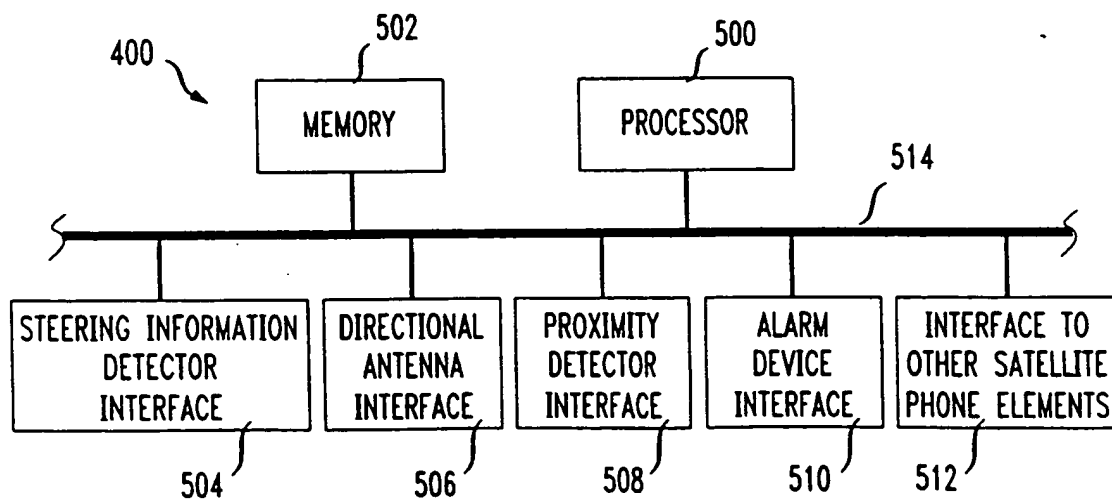 502
500
400
MEMORY
PROCESSOR
514
STEERING INFORMATION
DETECTOR
INTERFACE
DIRECTIONAL
ANTENNA
INTERFACE
PROXIMITY
DETECTOR
INTERFACE
ALARM
DEVICE
INTERFACE
INTERFACE TO
OTHER SATELLITE
PHONE ELEMENTS
504
506
508
510
512